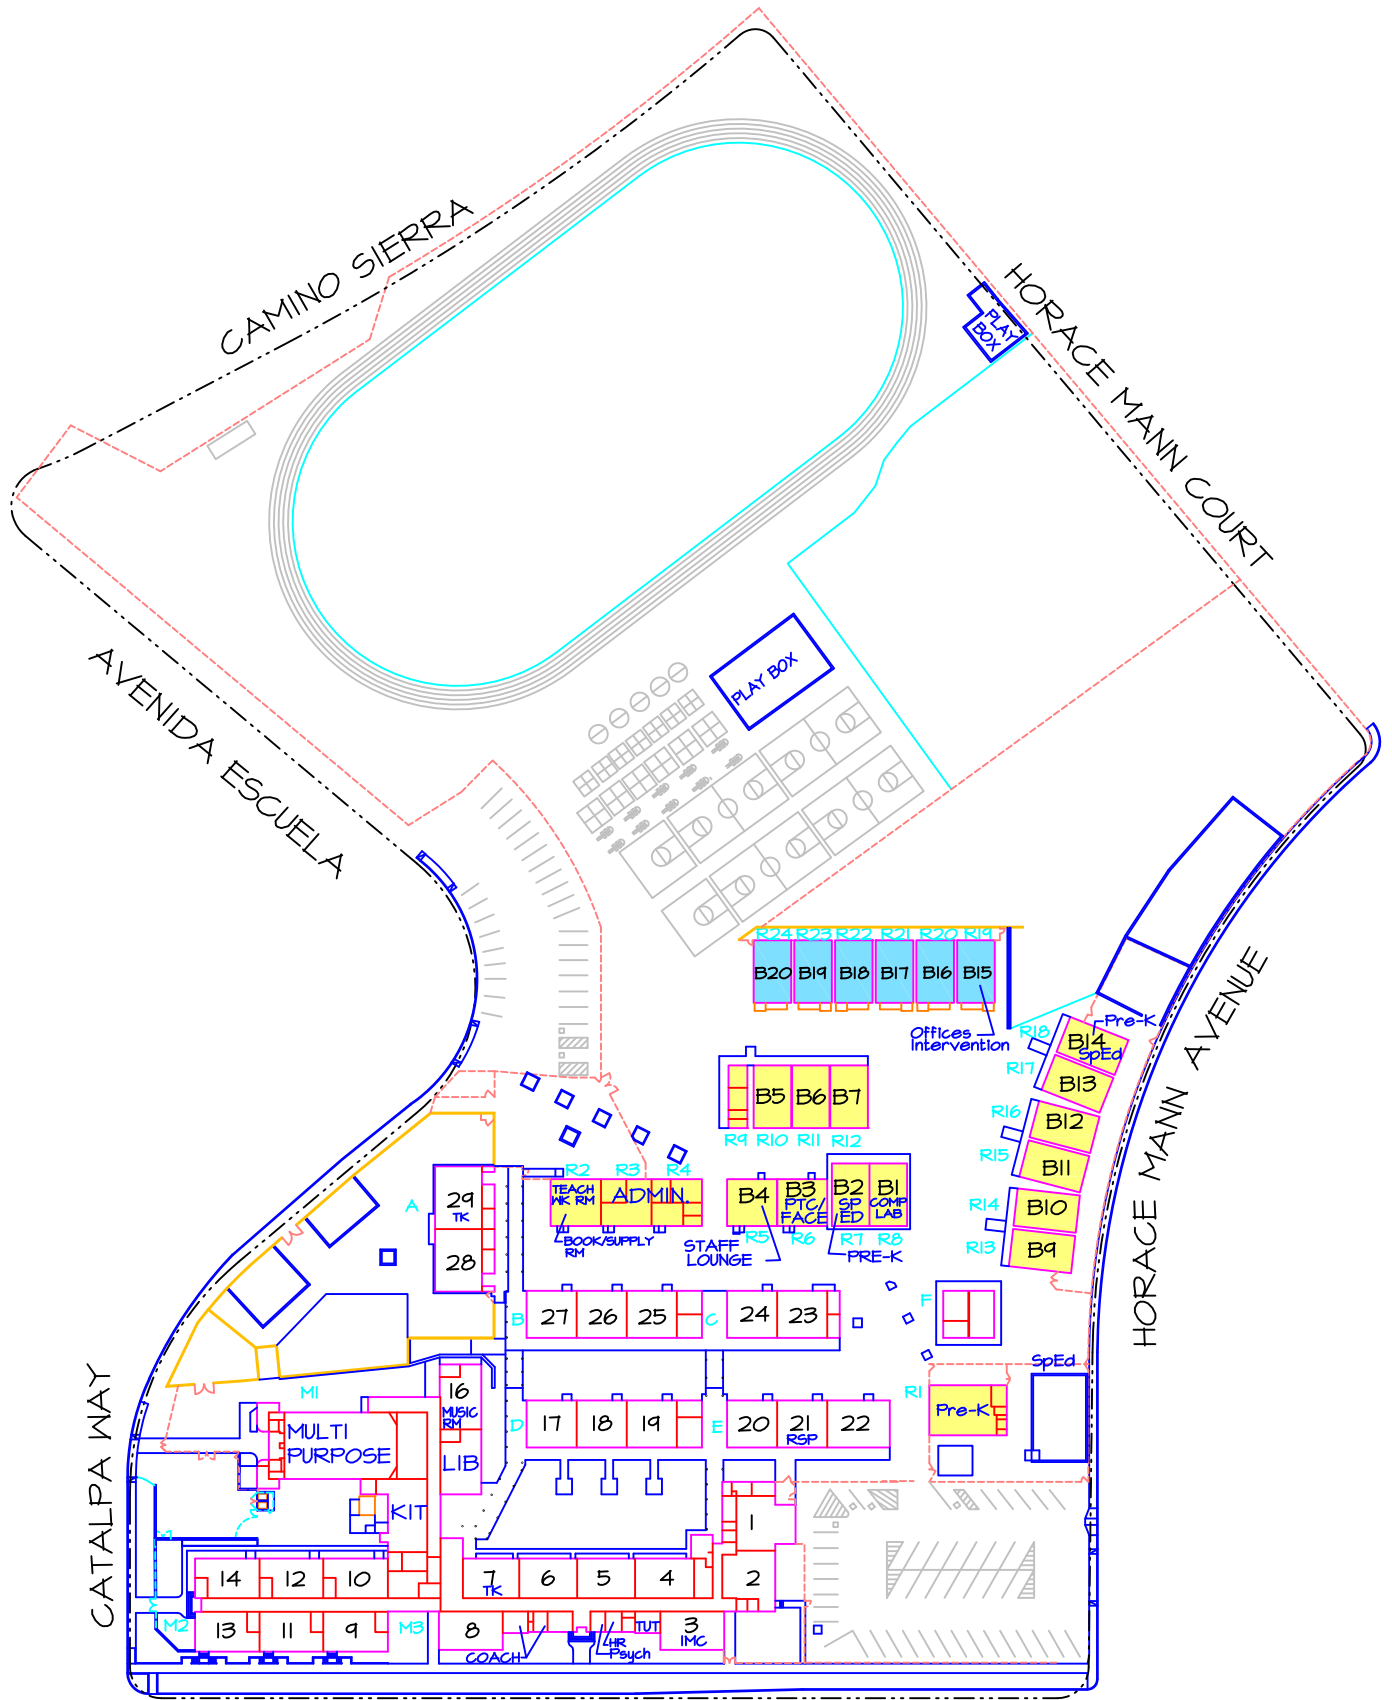 CAMINO SIERRA
HORACE MANN COURT
PLAY
BOX
AVENIDA ESCUELA
PLAY BOX
R24 R23 R22 R21 R20 R19
B20 B19 B18 B17 B16 B15
Offices
Intervention
HORACE MANN AVENUE
R18
Pre-K
B14
SpEd
R17
B13
R16
B12
R15
B11
R14
B10
R13
B9
B5 B6 B7
R9 R10 R11 R12
R2 R3 R4
TEACH
WK RM
ADMIN.
BOOK/SUPPLY
RM
B4
B3
PTC/
FACE
B2
SP
ED
B1
COMP
LAB
R5 R6 R7 R8
STAFF
LOUNGE
PRE-K
A
29
TK
28
B
27 26 25
C
24 23
F
SpEd
R1
Pre-K
M1
16
MUSIC
RM
D
17 18 19
E
20
21
RSP
22
MULTI
PURPOSE
LIB
KIT
CATALPA WAY
1
14 12 10
7
TK
6 5 4
2
M2
13 11 9
M3
8
COACH
HR
Psych
TUT
3
IMC